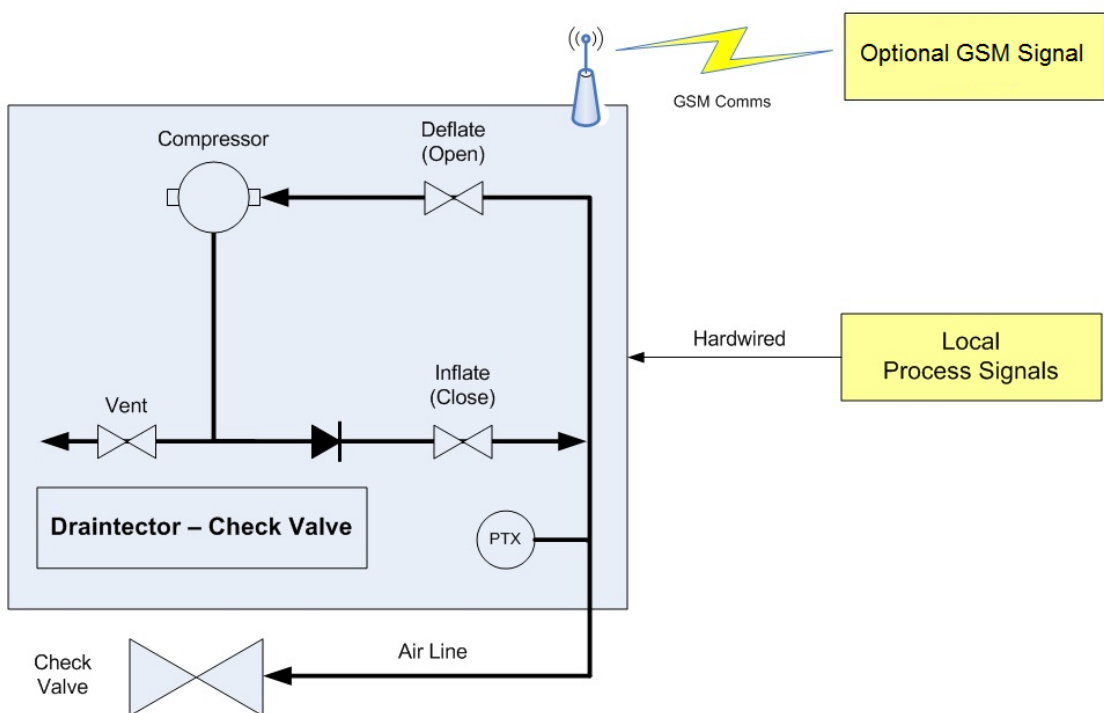 Optional GSM Signal
GSM Comms
Compressor
Deflate
(Open)
Hardwired
Local
Process Signals
Inflate
(Close)
Vent
Draintector – Check Valve
PTX
Air Line
Check
Valve